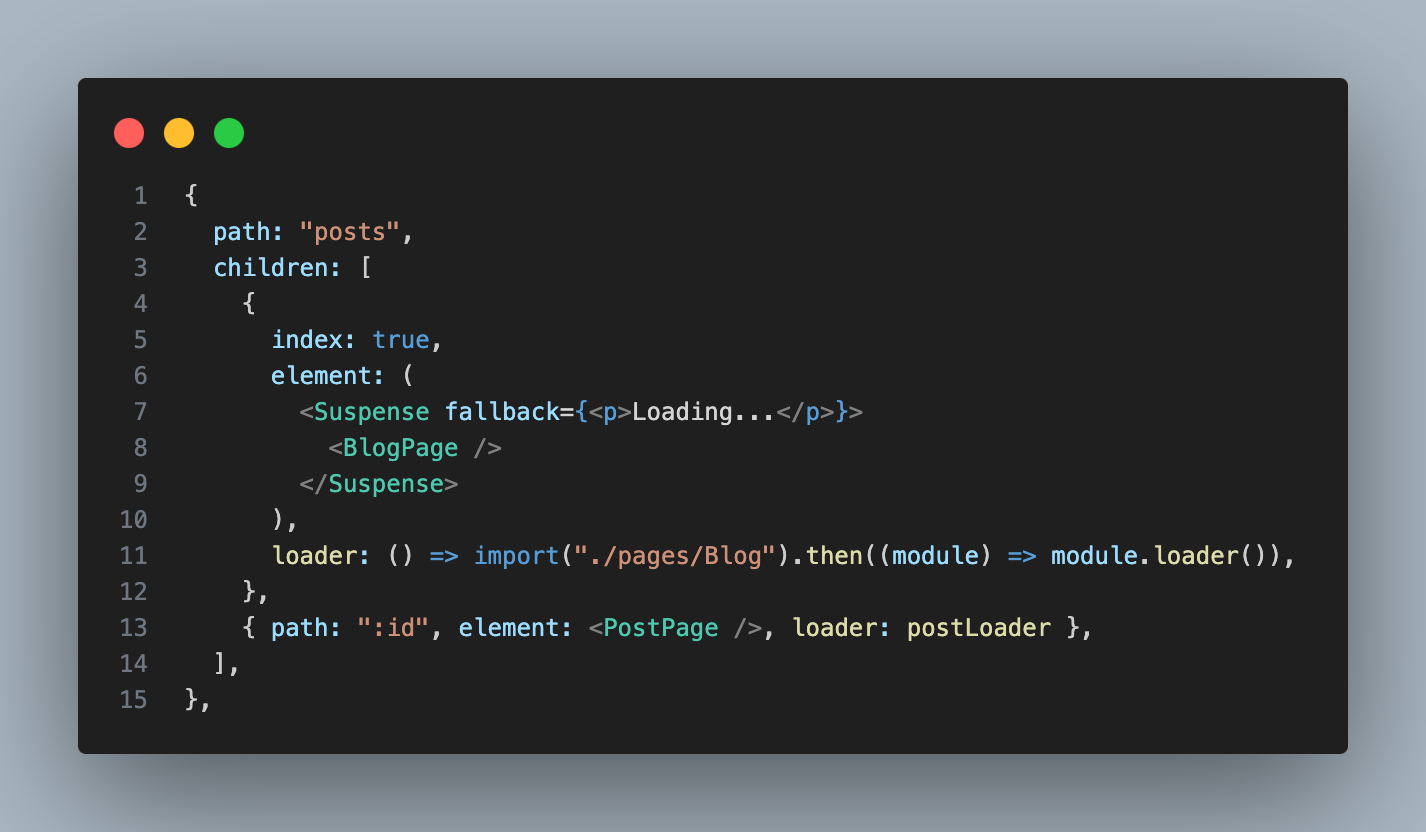 1 {
2   path: "posts",
3   children: [
4     {
5       index: true,
6       element: (
7         <Suspense fallback={<p>Loading...</p>}>
8           <BlogPage />
9         </Suspense>
10       ),
11       loader: () => import("./pages/Blog").then((module) => module.loader()),
12     },
13     { path: ":id", element: <PostPage />, loader: postLoader },
14   ],
15 },